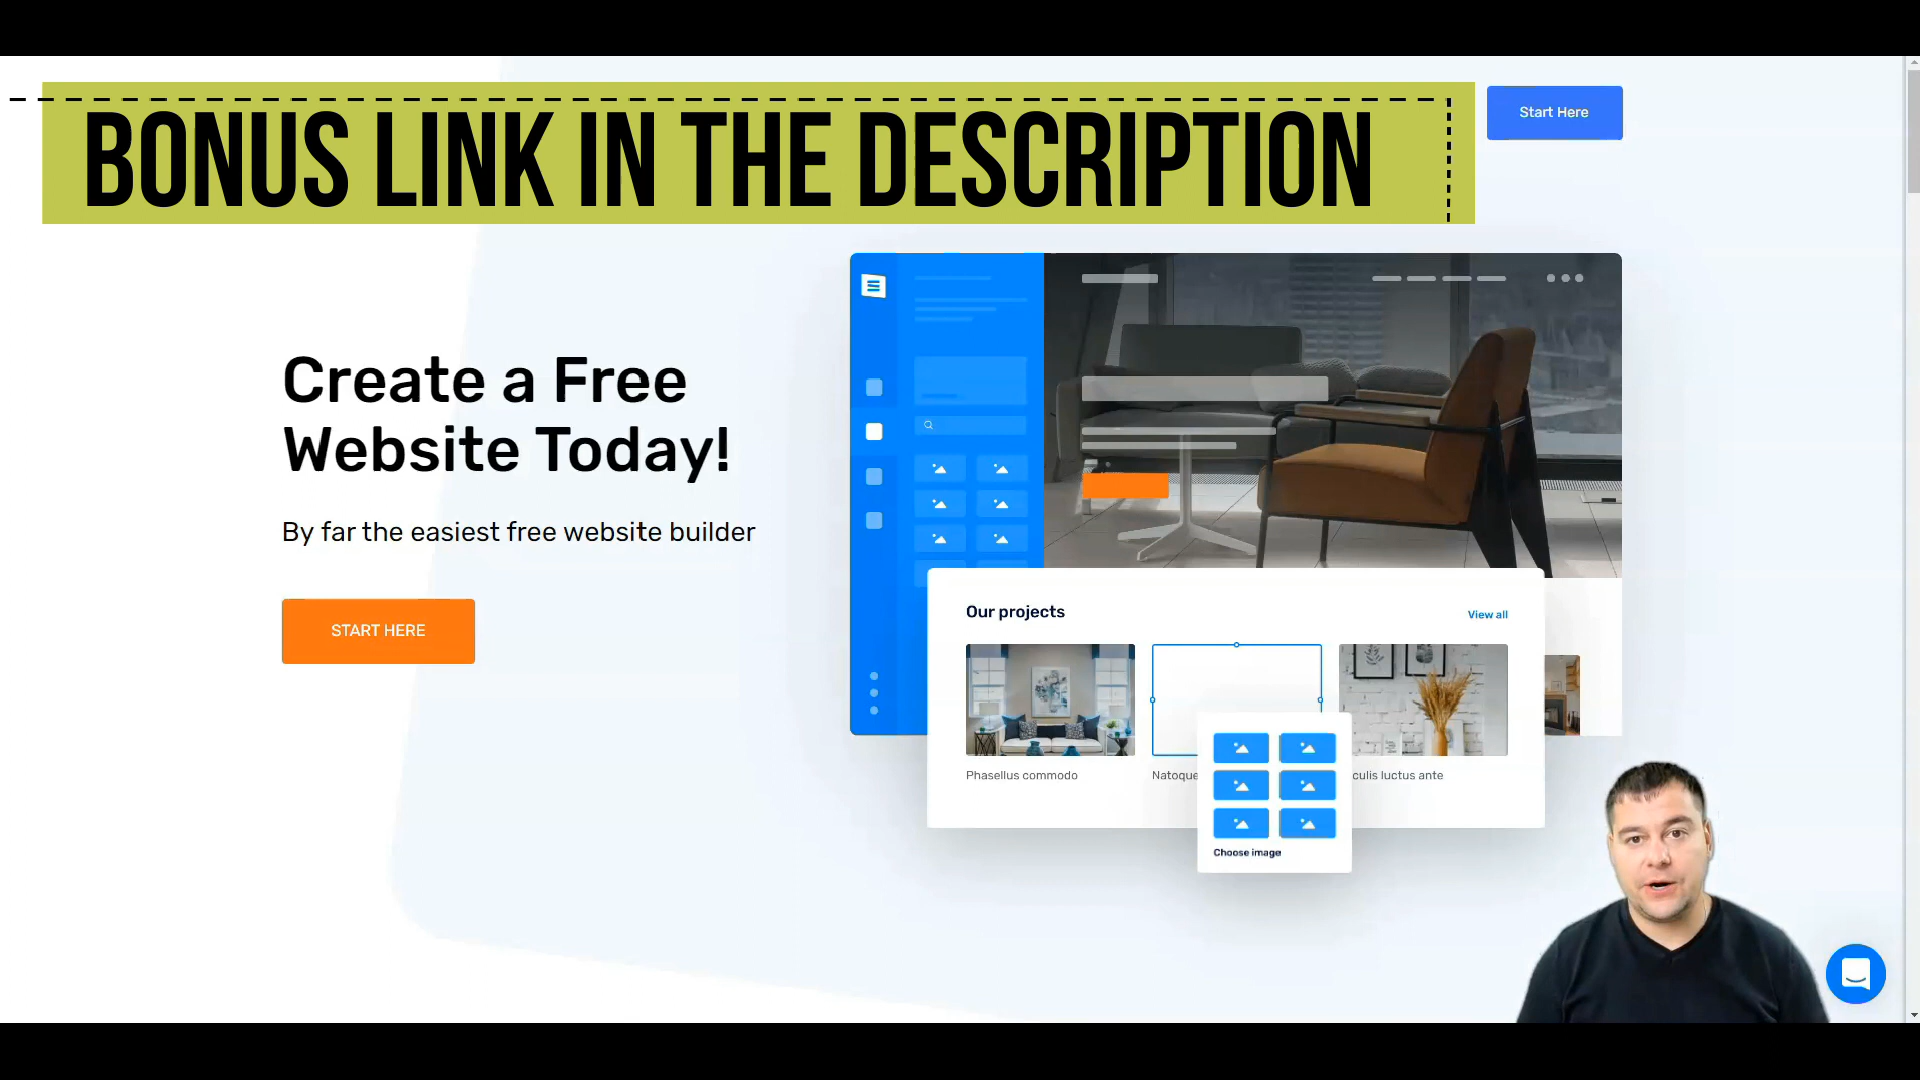 BONUS LINK IN THE DESCRIPTION
Start Here
Create a Free
Website Today!
By far the easiest free website builder
START HERE
Our projects
View all
Phasellus commodo
Natoque
culis luctus ante
Choose image